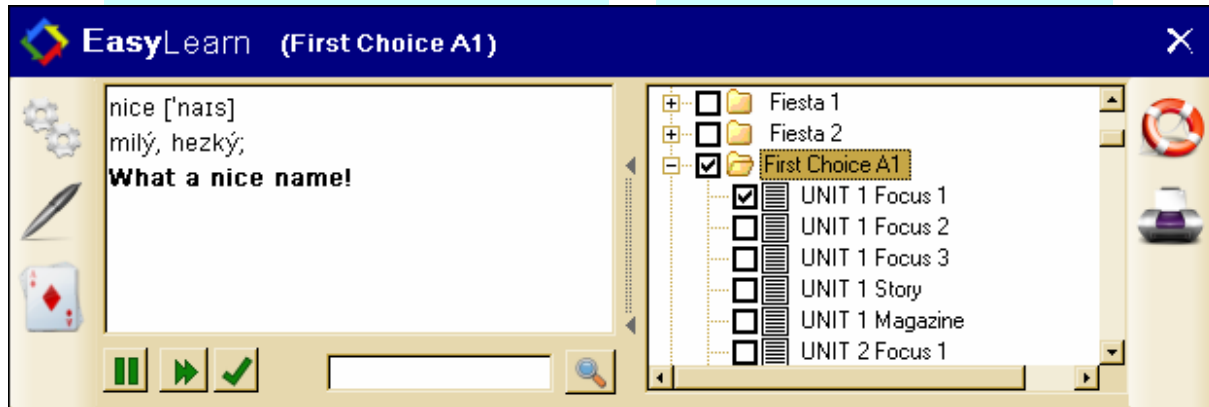 EasyLearn (First Choice A1)
nice ['naɪs]
milý, hezký;
What a nice name!
Fiesta 1
Fiesta 2
First Choice A1
UNIT 1 Focus 1
UNIT 1 Focus 2
UNIT 1 Focus 3
UNIT 1 Story
UNIT 1 Magazine
UNIT 2 Focus 1